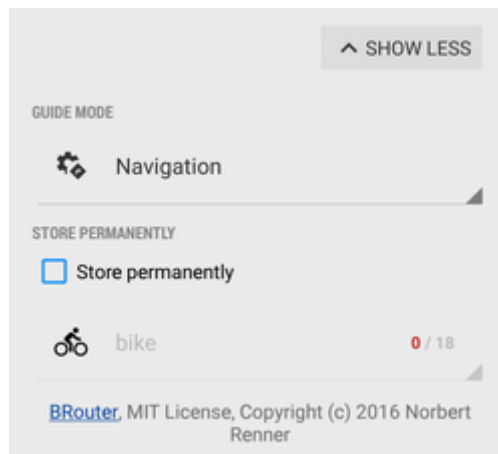 SHOW LESS
GUIDE MODE
Navigation
STORE PERMANENTLY
Store permanently
bike 0 / 18
BRouter, MIT License, Copyright (c) 2016 Norbert
Renner